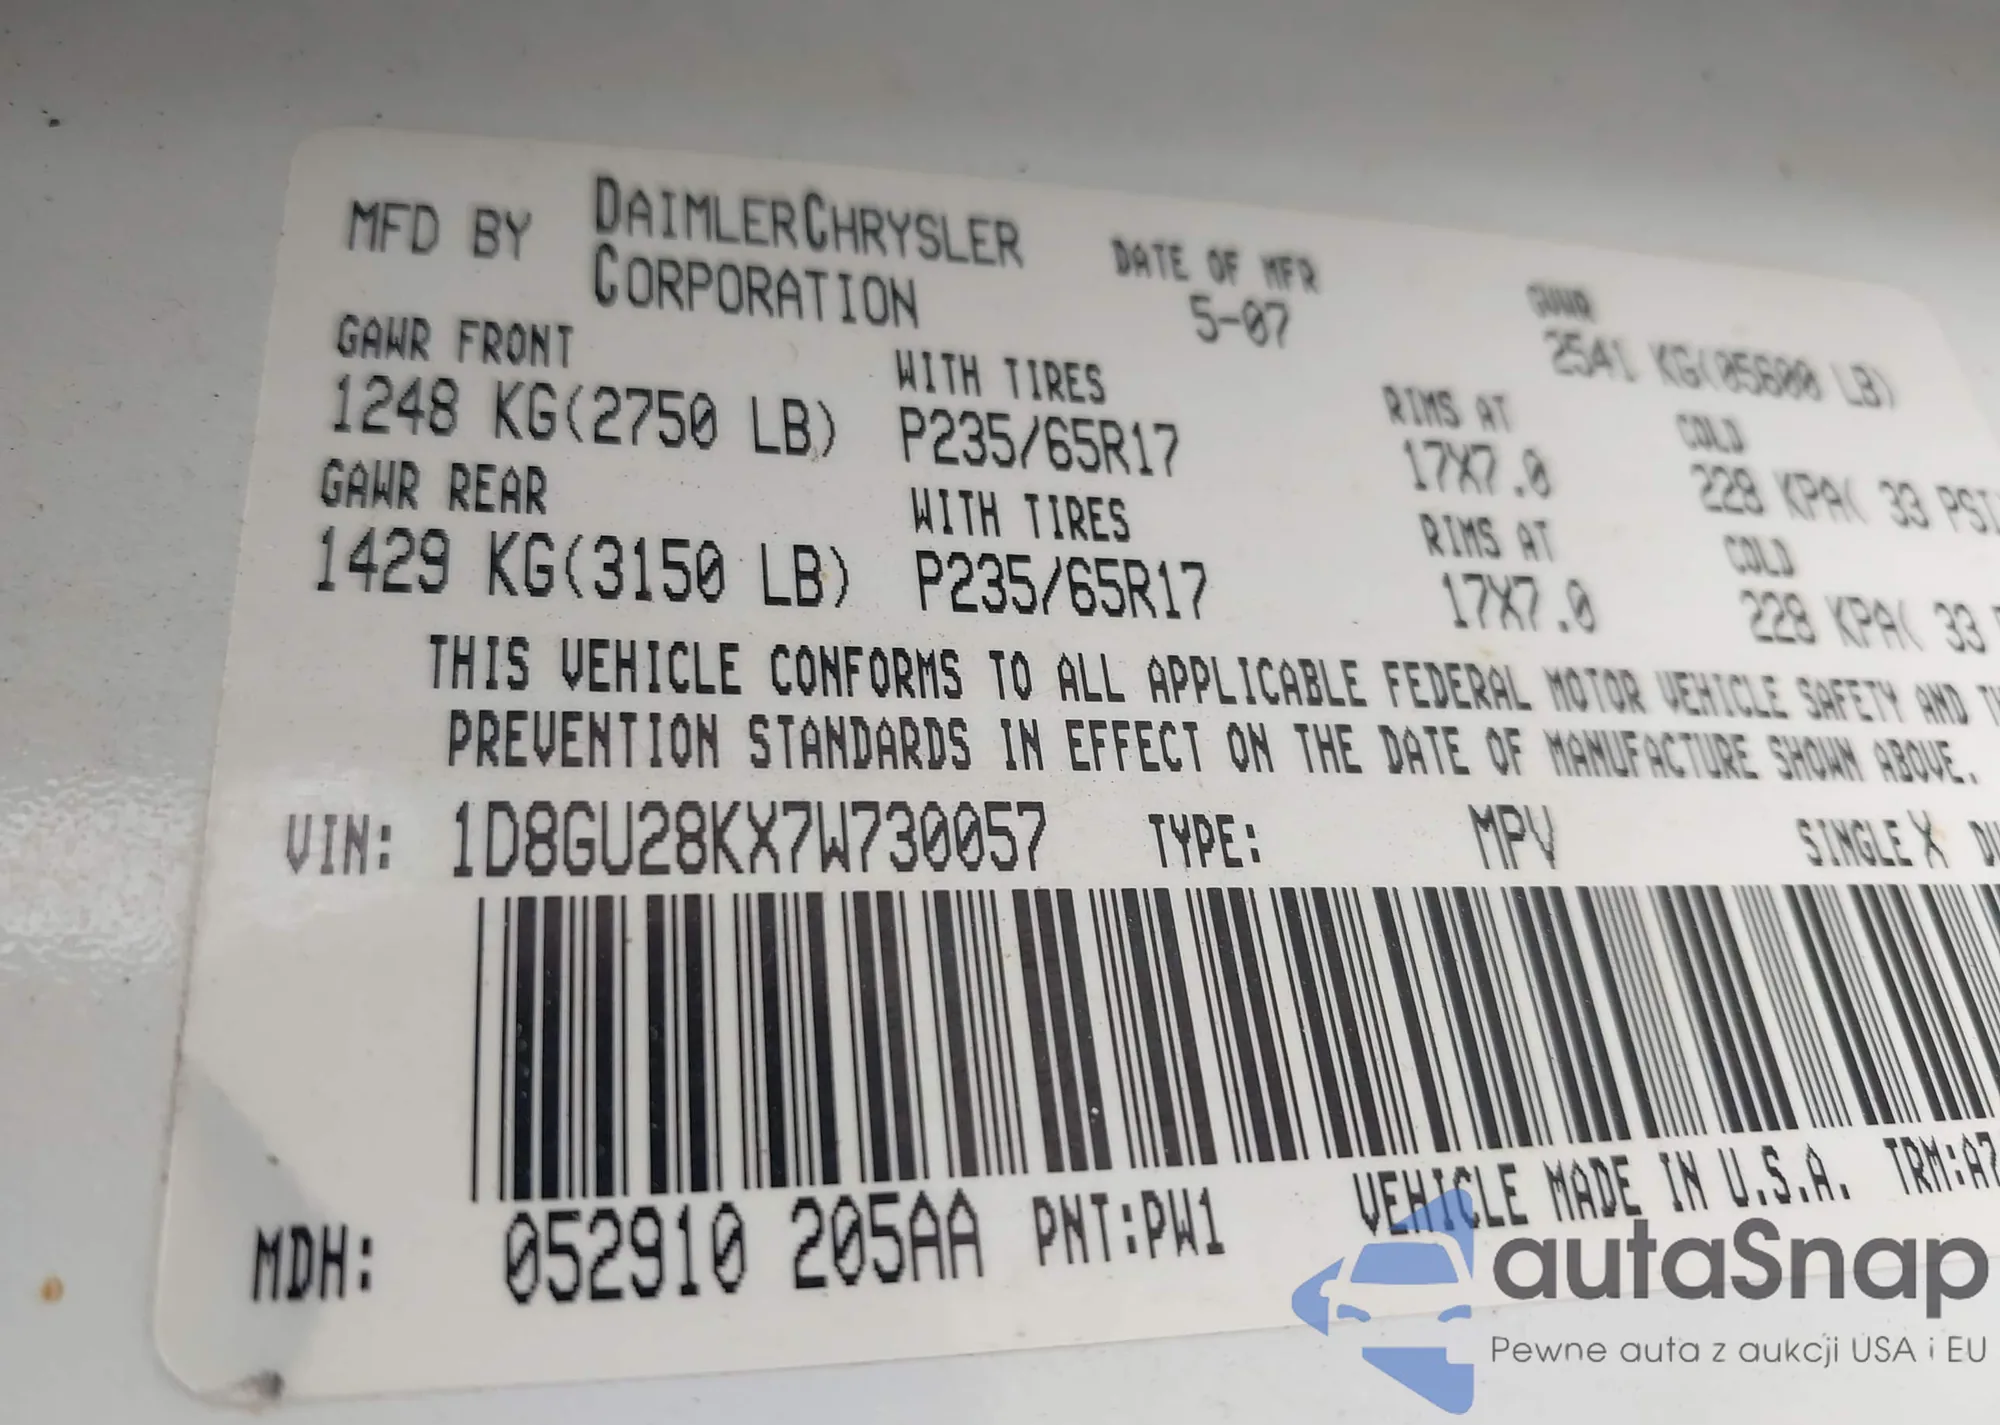 MFD BY DAIMLERCHRYSLER CORPORATION
DATE OF MFR 5-07
GVWR 2541 KG(05600 LB)
GAWR FRONT WITH TIRES RIMS AT COLD
1248 KG(2750 LB) P235/65R17 17X7.0 228 KPA( 33 PSI
GAWR REAR WITH TIRES RIMS AT COLD
1429 KG(3150 LB) P235/65R17 17X7.0 228 KPA( 33
THIS VEHICLE CONFORMS TO ALL APPLICABLE FEDERAL MOTOR VEHICLE SAFETY AND
PREVENTION STANDARDS IN EFFECT ON THE DATE OF MANUFACTURE SHOWN ABOVE.
VIN: 1D8GU28KX7W730057 TYPE: MPV SINGLE X
VEHICLE MADE IN U.S.A. TRM:A7
MDH: 052910 205AA PNT:PW1
autaSnap
Pewne auta z aukcji USA i EU